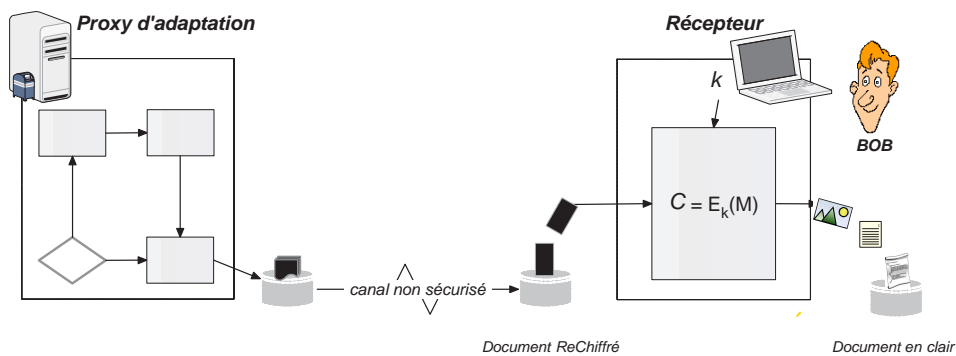 Proxy d'adaptation
Récepteur
k
BOB
C = Ek(M)
canal non sécurisé
Document ReChiffré
Document en clair